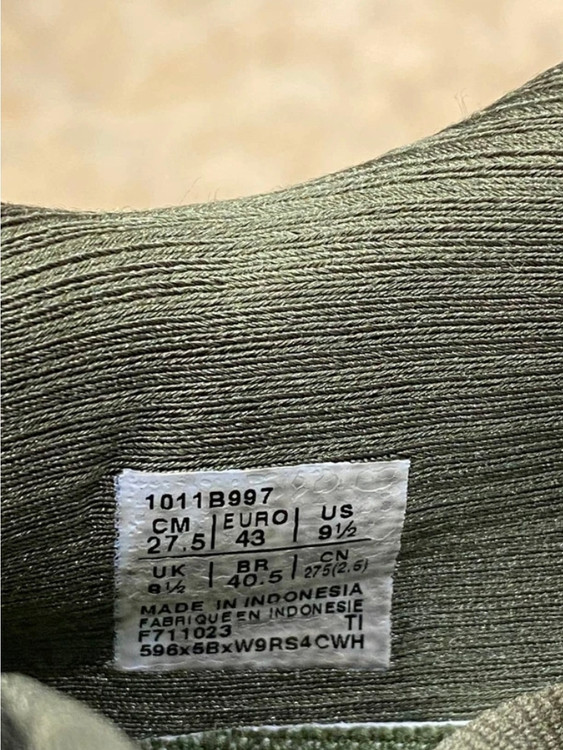 1011B997
CM | EURO | US
27.5 | 43 | 9½
UK | BR | CN
8½ | 40.5 | 275(2.5)
MADE IN INDONESIA
FABRIQUE EN INDONESIE
F711023 TI
596x5BxW9RS4CWH